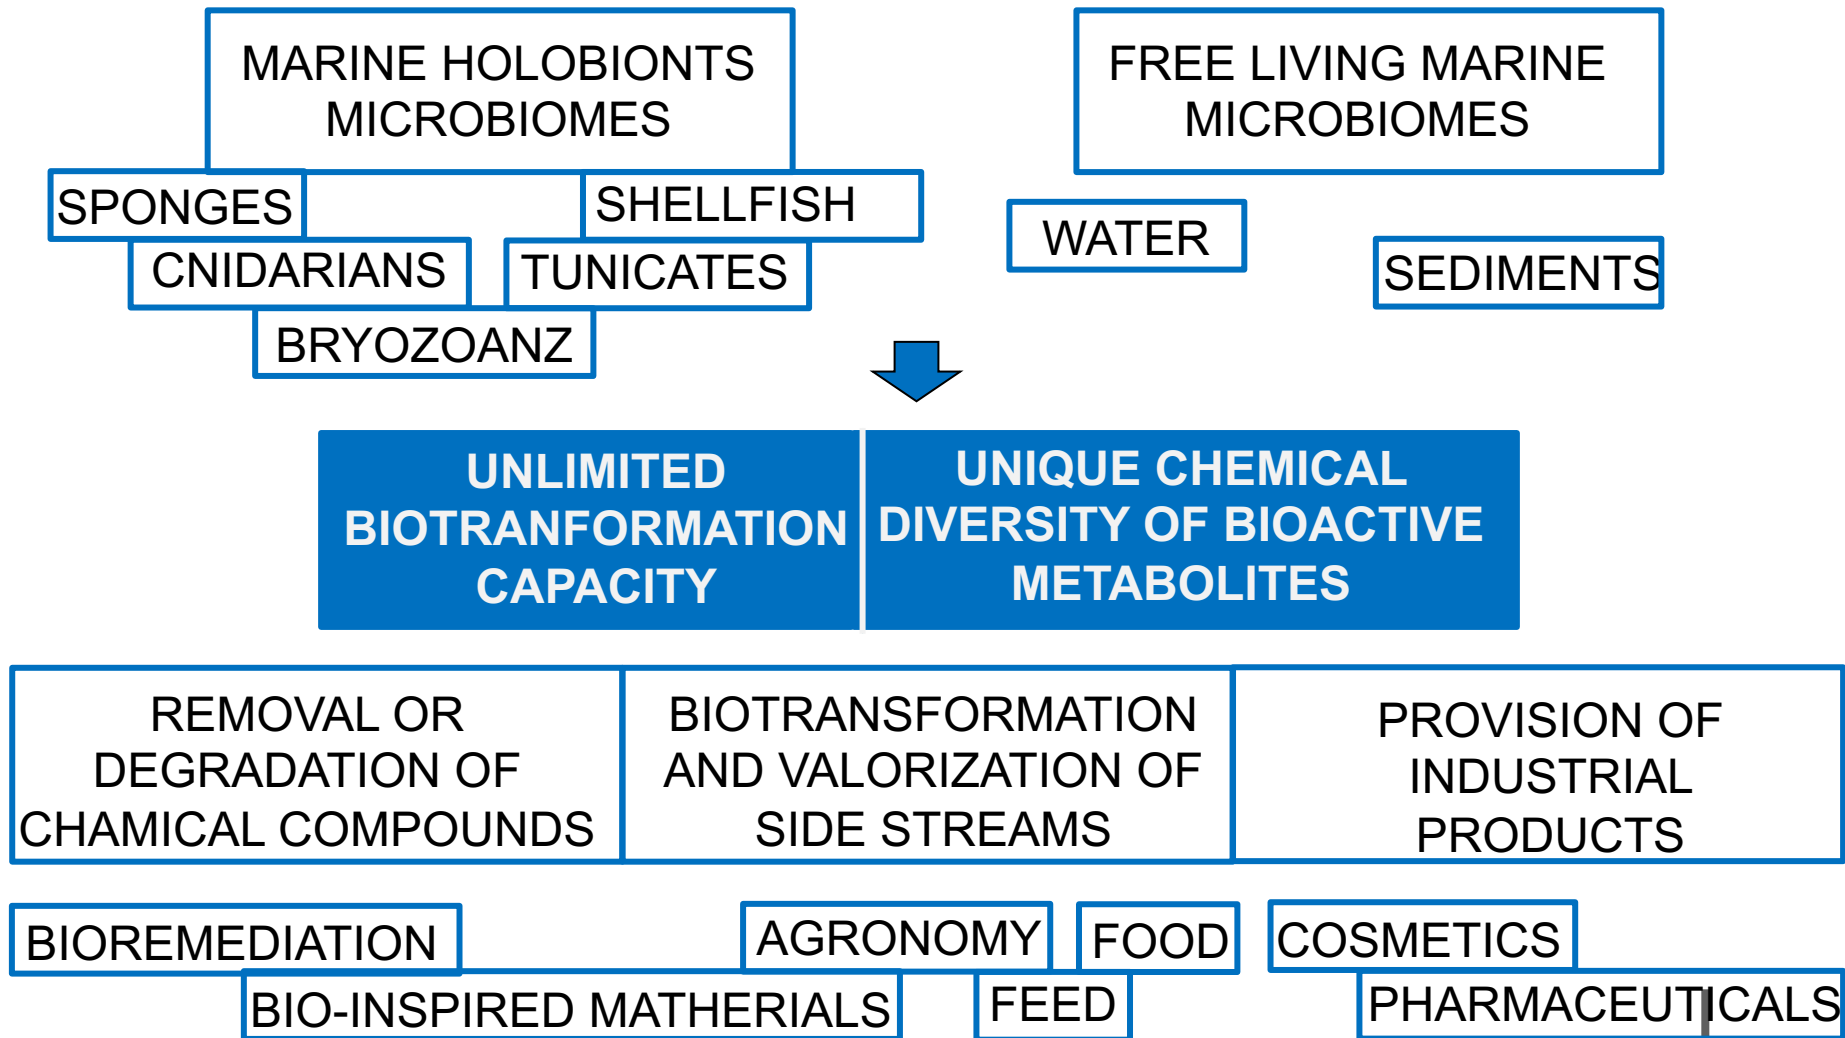 MARINE HOLOBIONTS
MICROBIOMES
FREE LIVING MARINE
MICROBIOMES
SPONGES
SHELLFISH
CNIDARIANS
TUNICATES
BRYOZOANZ
WATER
SEDIMENTS
UNLIMITED
BIOTRANFORMATION
CAPACITY
UNIQUE CHEMICAL
DIVERSITY OF BIOACTIVE
METABOLITES
REMOVAL OR
DEGRADATION OF
CHAMICAL COMPOUNDS
BIOTRANSFORMATION
AND VALORIZATION OF
SIDE STREAMS
PROVISION OF
INDUSTRIAL
PRODUCTS
BIOREMEDIATION
AGRONOMY
FOOD
COSMETICS
BIO-INSPIRED MATHERIALS
FEED
PHARMACEUTICALS